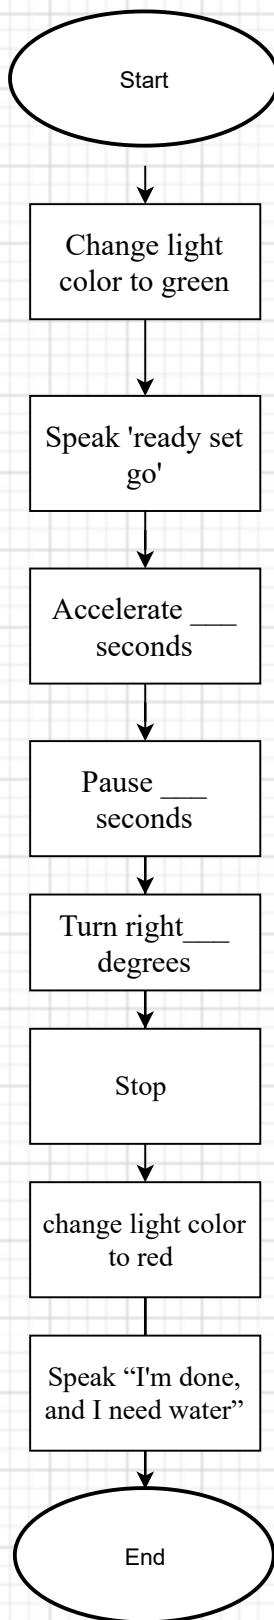 Start
Change light
color to green
Speak 'ready set
go'
Accelerate ___
seconds
Pause ___
seconds
Turn right___
degrees
Stop
change light color
to red
Speak “I'm done,
and I need water”
End